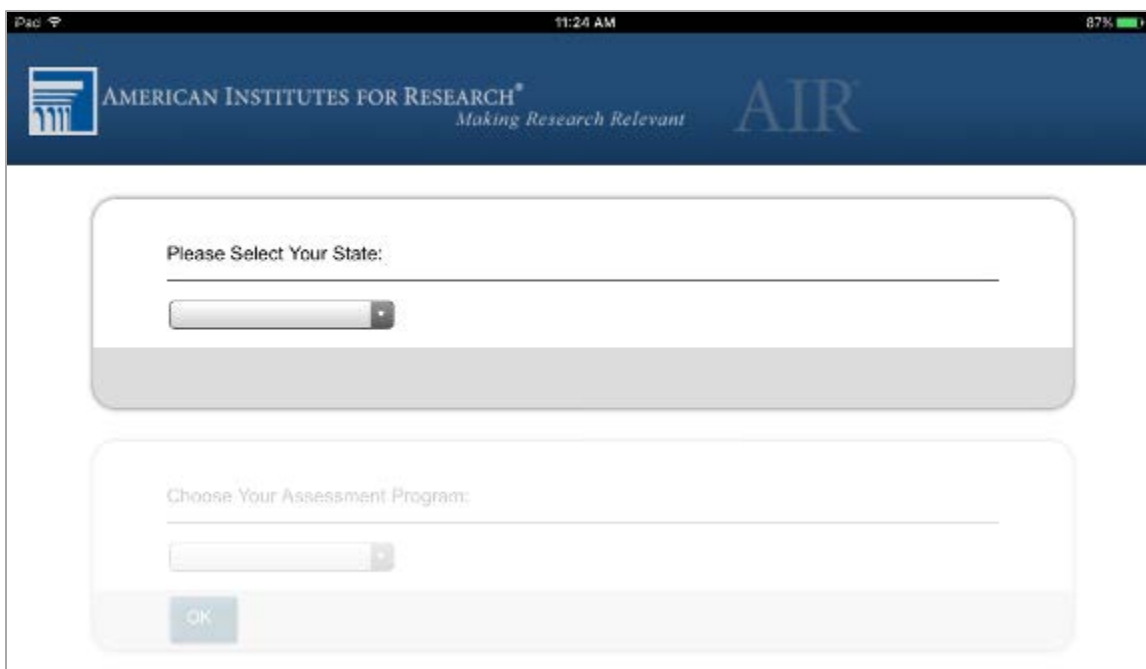 iPad 11:24 AM 87%
AMERICAN INSTITUTES FOR RESEARCH®
Making Research Relevant
AIR
Please Select Your State:
Choose Your Assessment Program:
OK